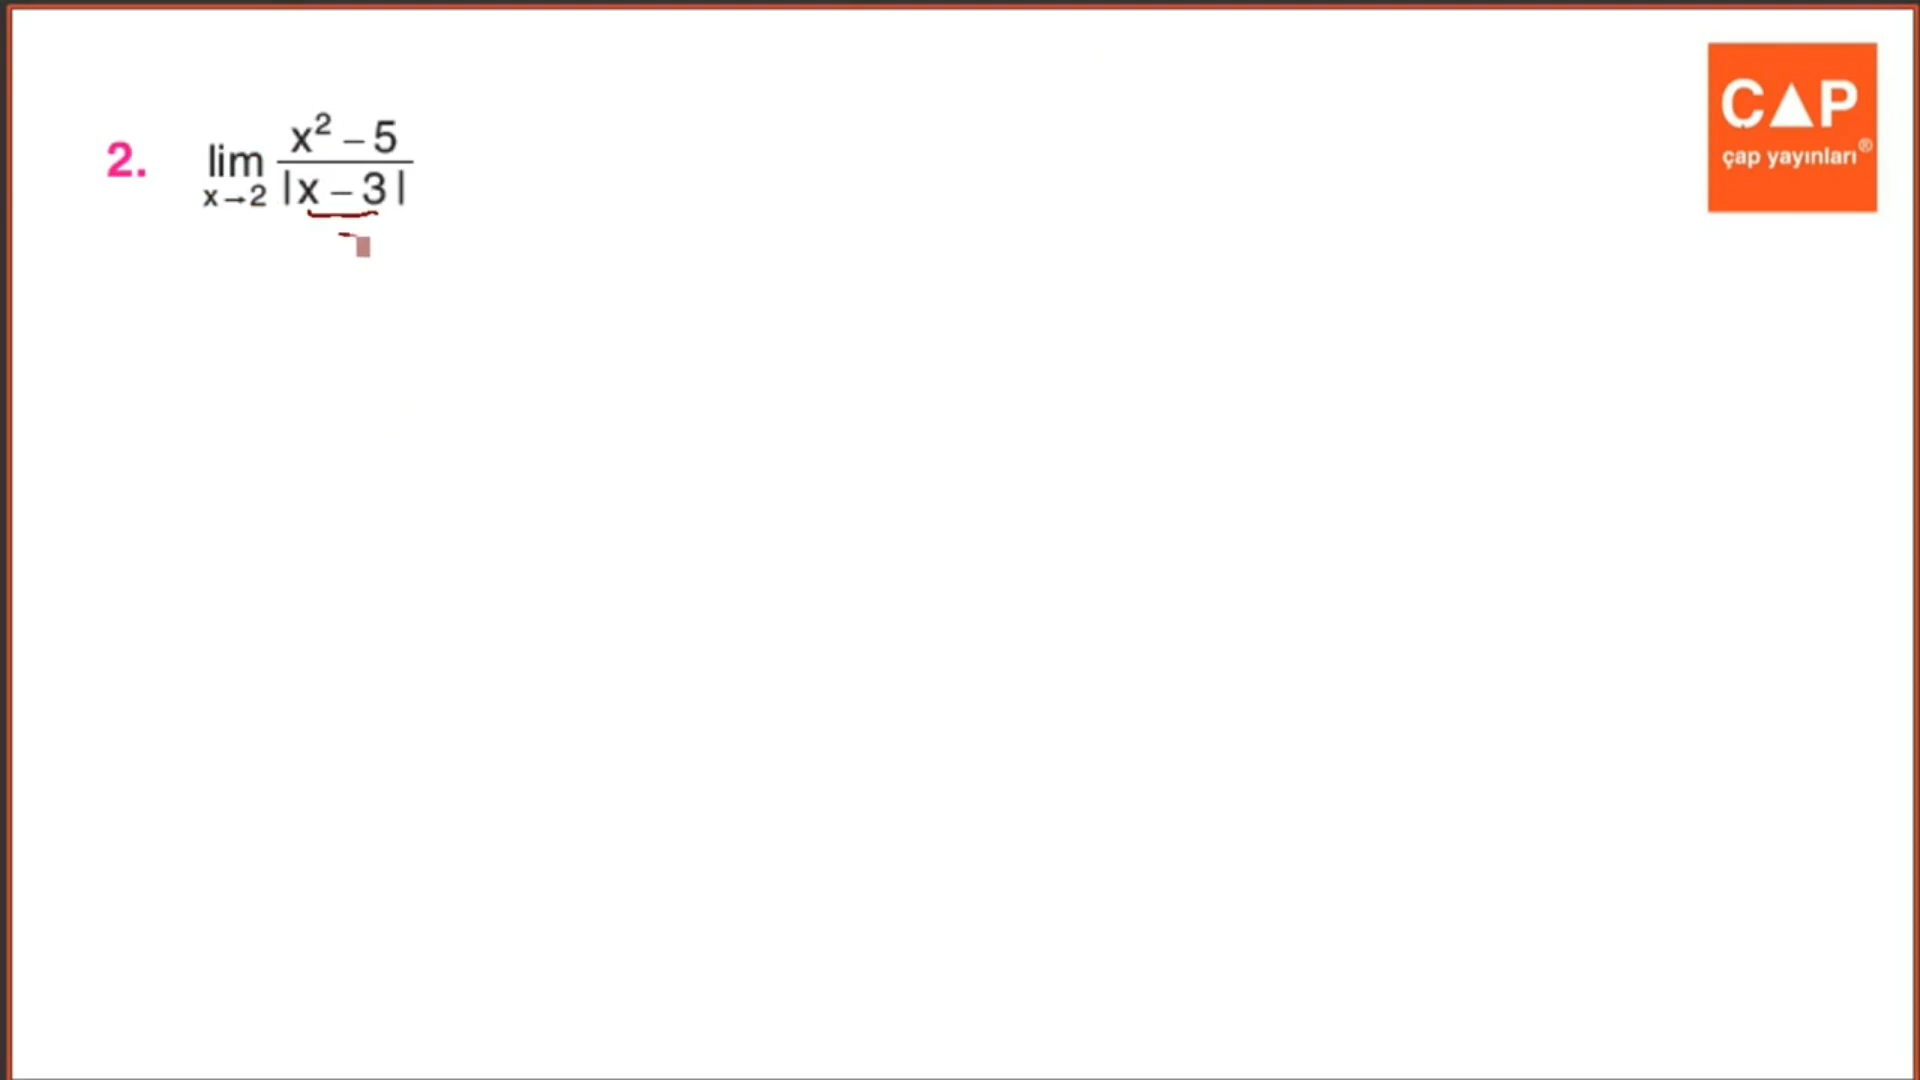 2. lim x→2 x² – 5 / |x – 3|
–
ÇAP
çap yayınları®